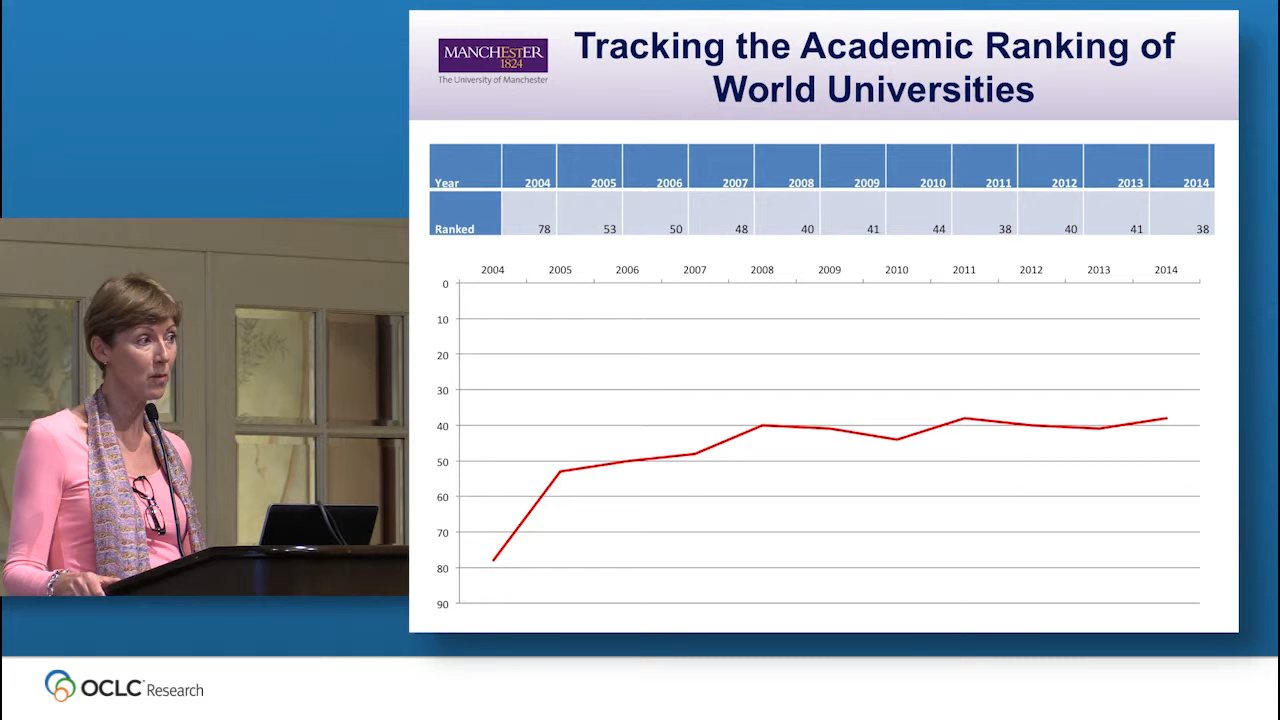 MANCHESTER
1824
The University of Manchester
Tracking the Academic Ranking of
World Universities
Year 2004 2005 2006 2007 2008 2009 2010 2011 2012 2013 2014
Ranked 78 53 50 48 40 41 44 38 40 41 38
2004 2005 2006 2007 2008 2009 2010 2011 2012 2013 2014
0
10
20
30
40
50
60
70
80
90
OCLC Research